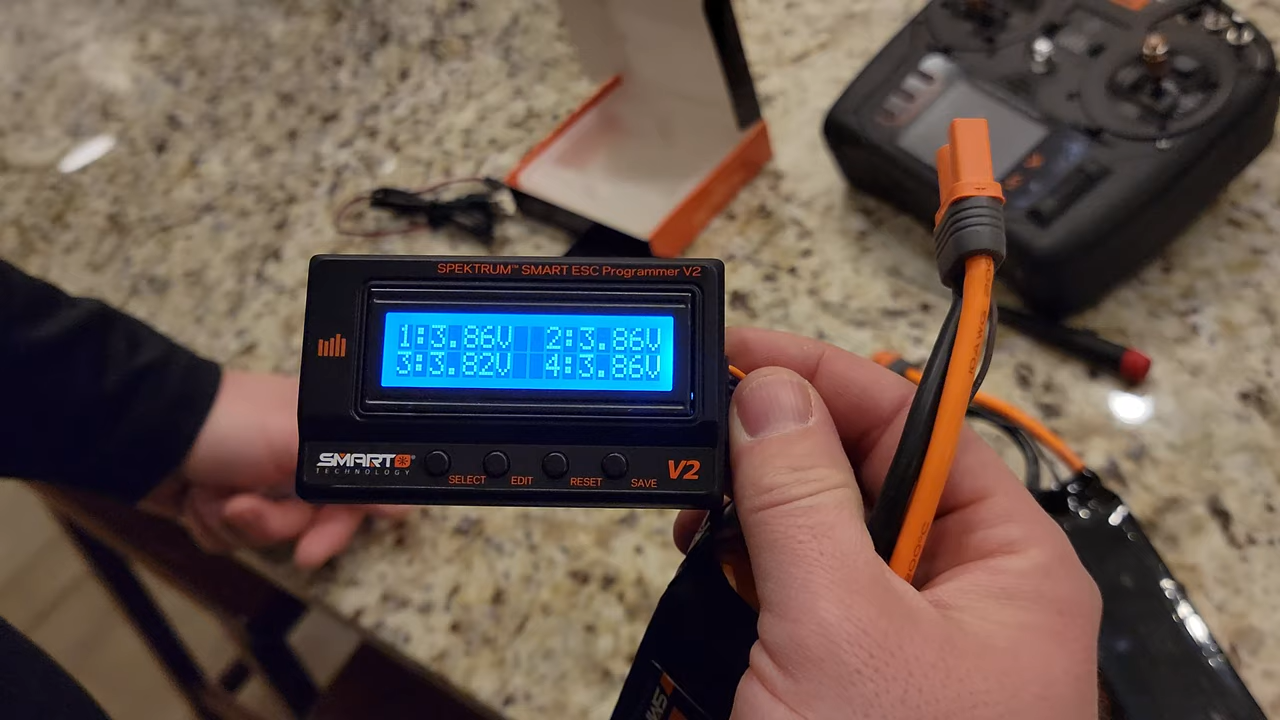 SPEKTRUM™ SMART ESC Programmer V2
1:3.86V 2:3.86V
3:3.82V 4:3.86V
SMART®
TECHNOLOGY
SELECT EDIT RESET SAVE
V2